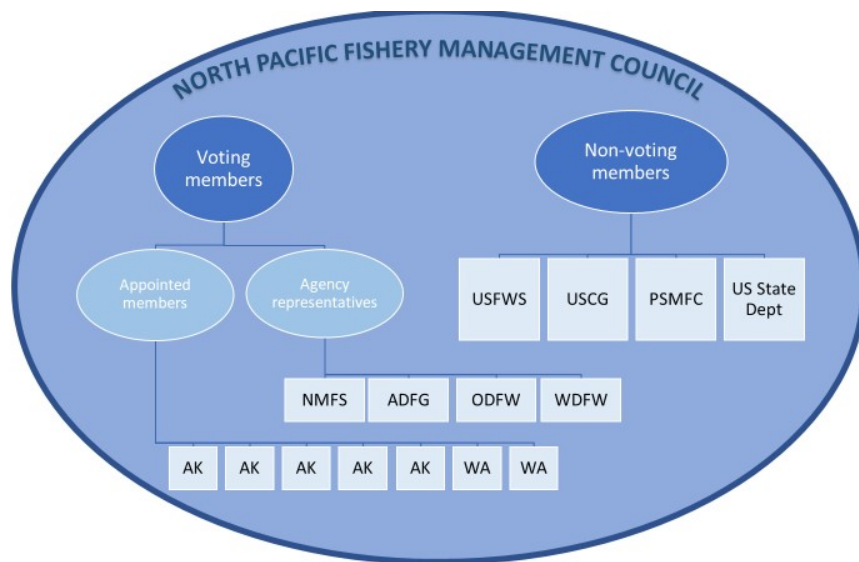 NORTH PACIFIC FISHERY MANAGEMENT COUNCIL
Voting
members
Non-voting
members
Appointed
members
Agency
representatives
USFWS
USCG
PSMFC
US State
Dept
NMFS
ADFG
ODFW
WDFW
AK
AK
AK
AK
AK
WA
WA